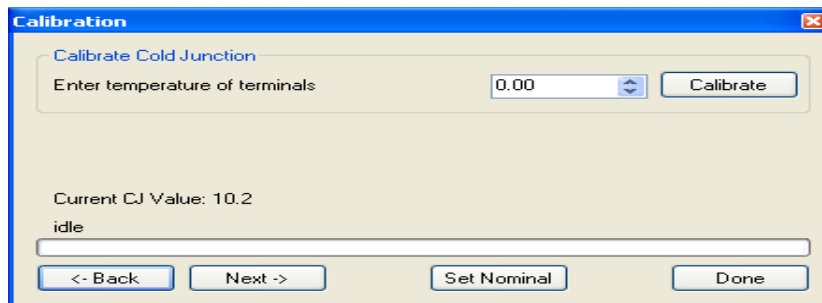 Calibration
Calibrate Cold Junction
Enter temperature of terminals 0.00 Calibrate
Current CJ Value: 10.2
idle
<- Back Next -> Set Nominal Done